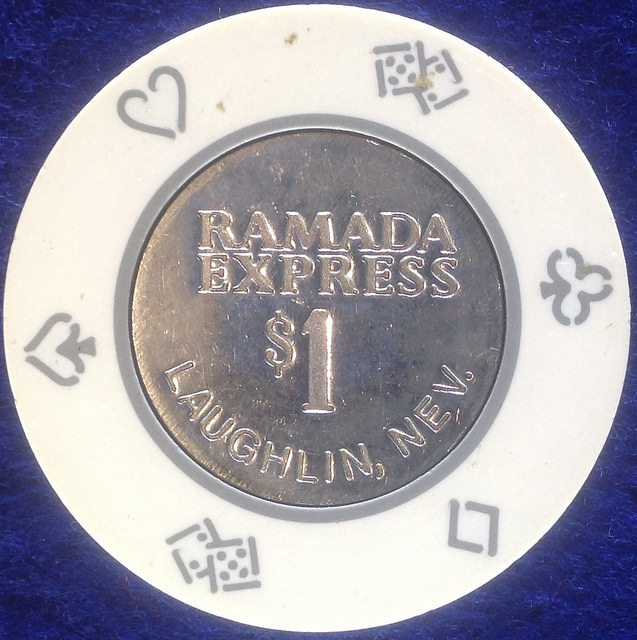 RAMADA
EXPRESS
$1
LAUGHLIN, NEV.